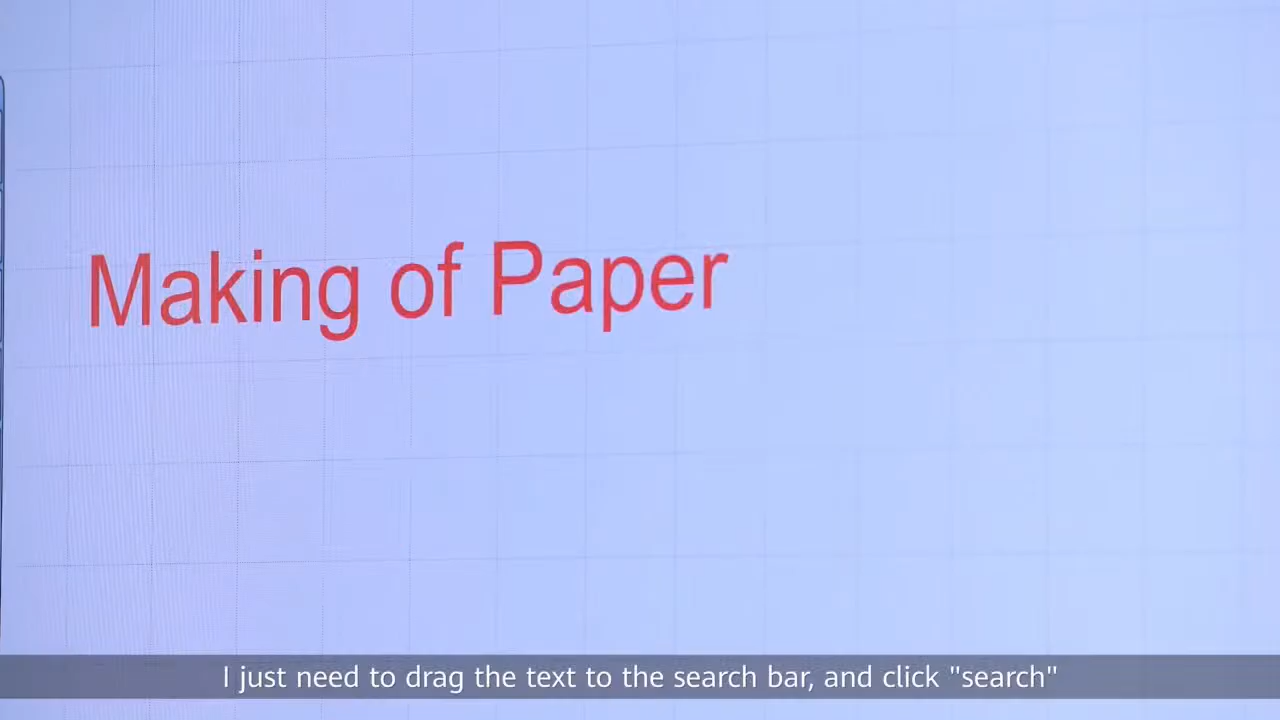 Making of Paper
I just need to drag the text to the search bar, and click "search"